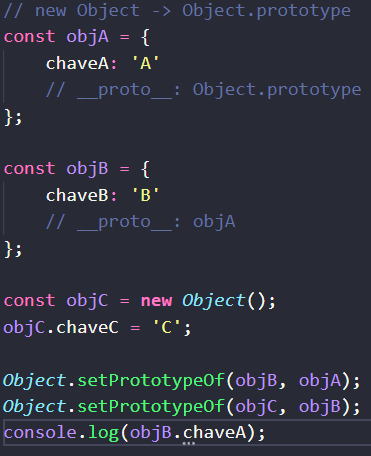 // new Object -> Object.prototype
const objA = {
    chaveA: 'A'
    // __proto__: Object.prototype
};

const objB = {
    chaveB: 'B'
    // __proto__: objA
};

const objC = new Object();
objC.chaveC = 'C';

Object.setPrototypeOf(objB, objA);
Object.setPrototypeOf(objC, objB);
console.log(objB.chaveA);